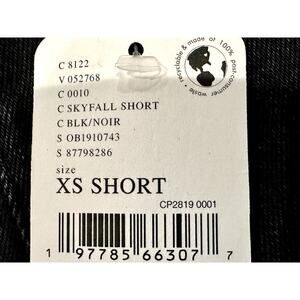 C 8122
V 052768
C 0010
C SKYFALL SHORT
C BLK/NOIR
S OB1910743
S 87798286
size
XS SHORT
CP2819 0001
1 97785 66307 7
recyclable & made of 100% post-consumer waste